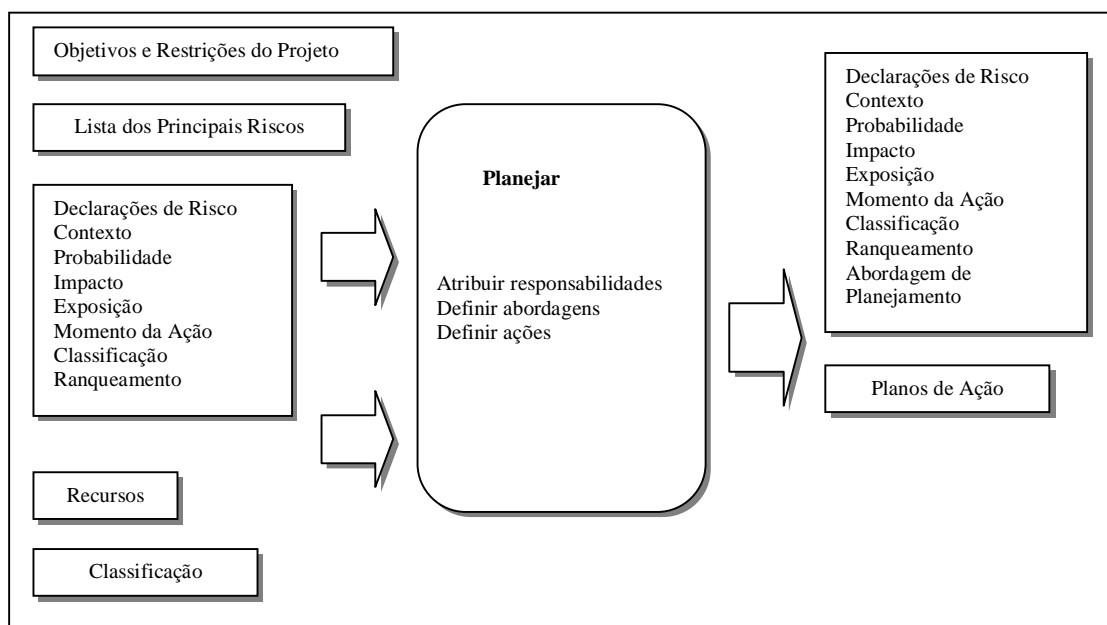 Objetivos e Restrições do Projeto
Lista dos Principais Riscos
Declarações de Risco
Contexto
Probabilidade
Impacto
Exposição
Momento da Ação
Classificação
Ranqueamento
Recursos
Classificação
Planejar
Atribuir responsabilidades
Definir abordagens
Definir ações
Declarações de Risco
Contexto
Probabilidade
Impacto
Exposição
Momento da Ação
Classificação
Ranqueamento
Abordagem de
Planejamento
Planos de Ação